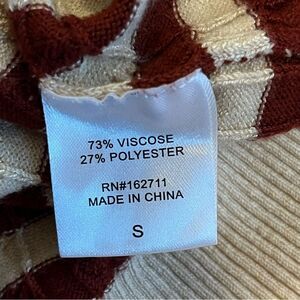 73% VISCOSE
27% POLYESTER
RN#162711
MADE IN CHINA
S